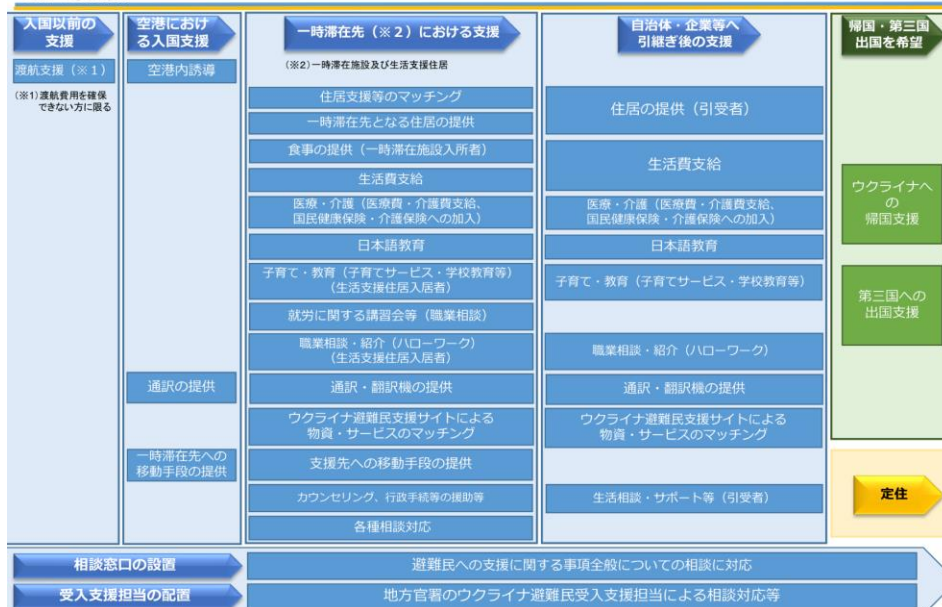 入国以前の
支援
渡航支援（※１）
(※1)渡航費用を確保
できない方に限る
空港におけ
る入国支援
空港内誘導
通訳の提供
一時滞在先への
移動手段の提供
一時滞在先（※２）における支援
(※2)一時滞在施設及び生活支援住居
住居支援等のマッチング
一時滞在先となる住居の提供
食事の提供（一時滞在施設入所者）
生活費支給
医療・介護（医療費・介護費支給、
国民健康保険・介護保険への加入）
日本語教育
子育て・教育（子育てサービス・学校教育等）
（生活支援住居入居者）
就労に関する講習会等（職業相談）
職業相談・紹介（ハローワーク）
（生活支援住居入居者）
通訳・翻訳機の提供
ウクライナ避難民支援サイトによる
物資・サービスのマッチング
支援先への移動手段の提供
カウンセリング、行政手続等の援助等
各種相談対応
自治体・企業等へ
引継ぎ後の支援
住居の提供（引受者）
生活費支給
医療・介護（医療費・介護費支給、
国民健康保険・介護保険への加入）
日本語教育
子育て・教育（子育てサービス・学校教育等）
職業相談・紹介（ハローワーク）
通訳・翻訳機の提供
ウクライナ避難民支援サイトによる
物資・サービスのマッチング
生活相談・サポート等（引受者）
帰国・第三国
出国を希望
ウクライナへ
の
帰国支援
第三国への
出国支援
定住
相談窓口の設置
避難民への支援に関する事項全般についての相談に対応
受入支援担当の配置
地方官署のウクライナ避難民受入支援担当による相談対応等